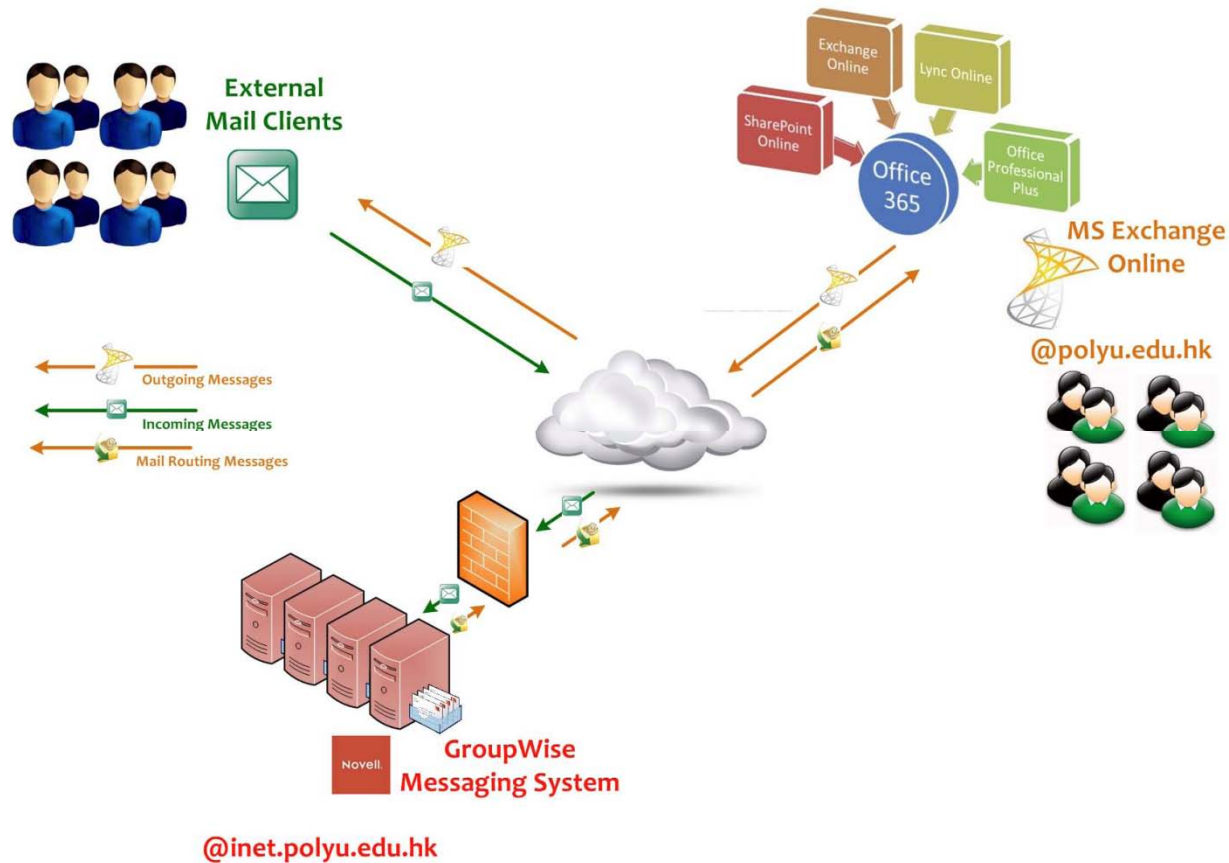 External
Mail Clients
Exchange
Online
Lync Online
SharePoint
Online
Office
Professional
Plus
Office
365
MS Exchange
Online
@polyu.edu.hk
Outgoing Messages
Incoming Messages
Mail Routing Messages
Novell.
GroupWise
Messaging System
@inet.polyu.edu.hk